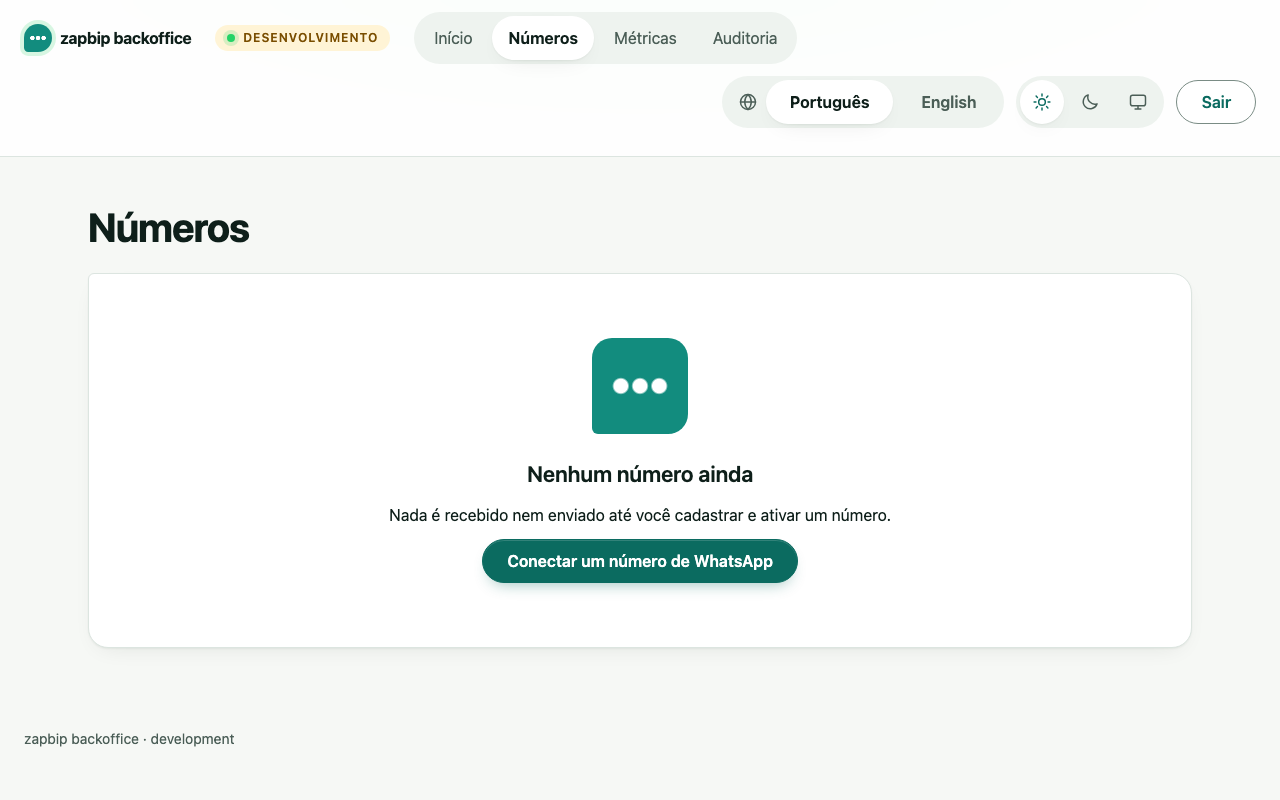 zapbip backoffice
DESENVOLVIMENTO
Início
Números
Métricas
Auditoria
Português
English
Sair
Números
Nenhum número ainda
Nada é recebido nem enviado até você cadastrar e ativar um número.
Conectar um número de WhatsApp
zapbip backoffice · development